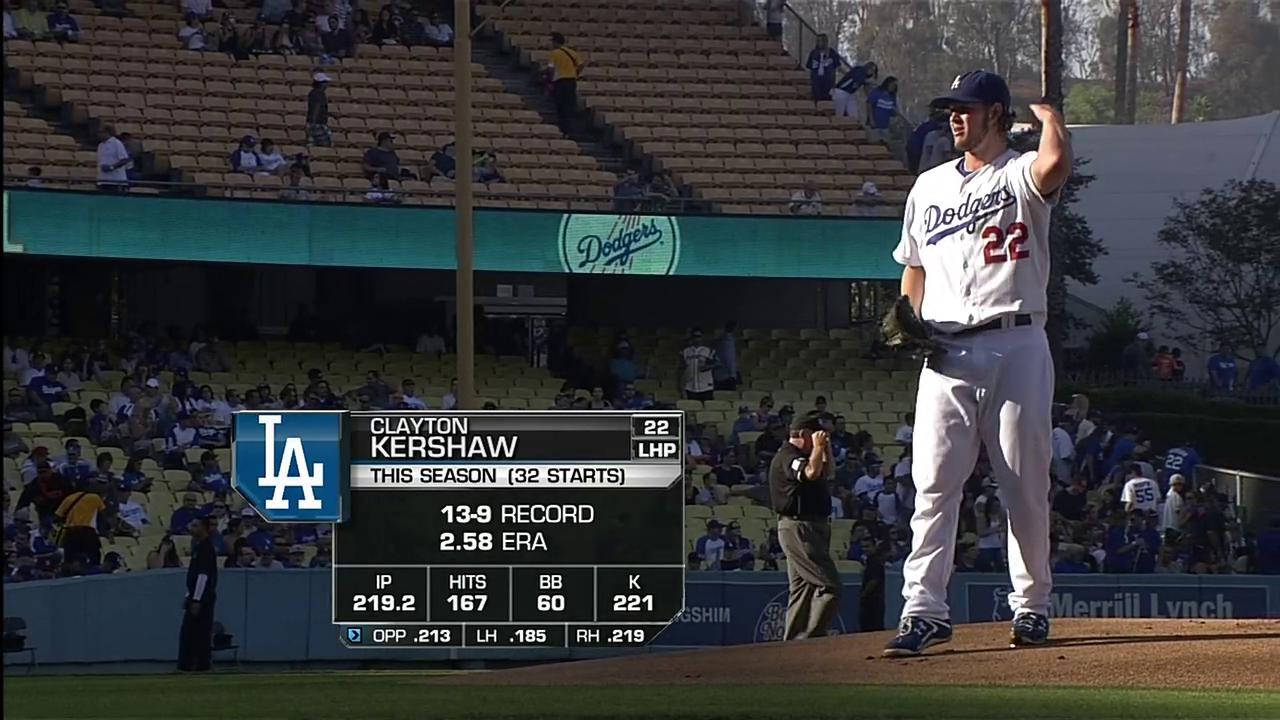 Dodgers
Dodgers
22
LA
CLAYTON
KERSHAW
22
LHP
THIS SEASON (32 STARTS)
13-9 RECORD
2.58 ERA
IP
HITS
BB
K
219.2
167
60
221
OPP .213
LH .185
RH .219
22
55
Merrill Lynch